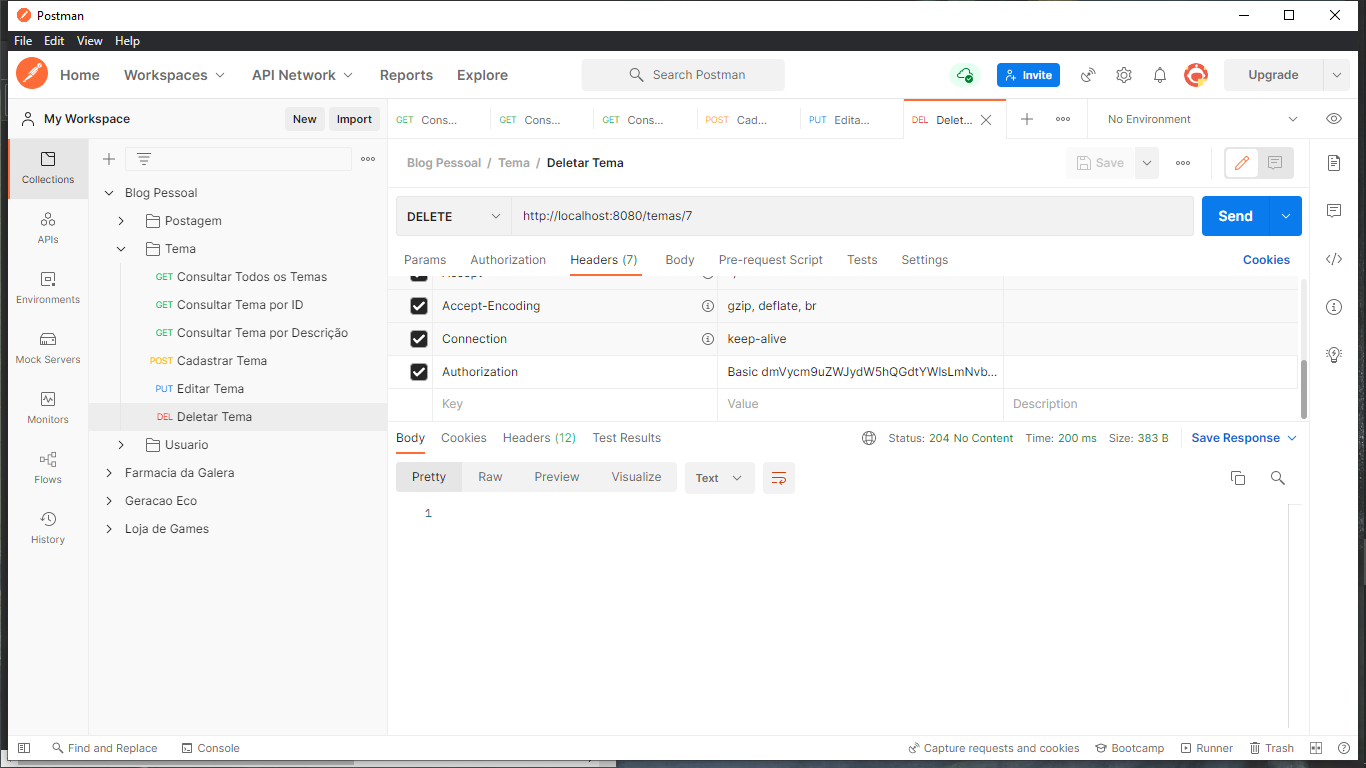 Postman
File Edit View Help
Home Workspaces API Network Reports Explore Search Postman Invite Upgrade
My Workspace New Import GET Cons... GET Cons... GET Cons... POST Cad... PUT Edita... DEL Delet... No Environment
Blog Pessoal / Tema / Deletar Tema Save
Collections
APIs
Environments
Mock Servers
Monitors
Flows
History
Blog Pessoal
Postagem
Tema
GET Consultar Todos os Temas
GET Consultar Tema por ID
GET Consultar Tema por Descrição
POST Cadastrar Tema
PUT Editar Tema
DEL Deletar Tema
Usuario
Farmacia da Galera
Geracao Eco
Loja de Games
DELETE http://localhost:8080/temas/7 Send
Params Authorization Headers (7) Body Pre-request Script Tests Settings Cookies
Accept-Encoding gzip, deflate, br
Connection keep-alive
Authorization Basic dmVycm9uZWJydW5hQGdtYWlsLmNvb...
Key Value Description
Body Cookies Headers (12) Test Results Status: 204 No Content Time: 200 ms Size: 383 B Save Response
Pretty Raw Preview Visualize Text
1
Find and Replace Console Capture requests and cookies Bootcamp Runner Trash